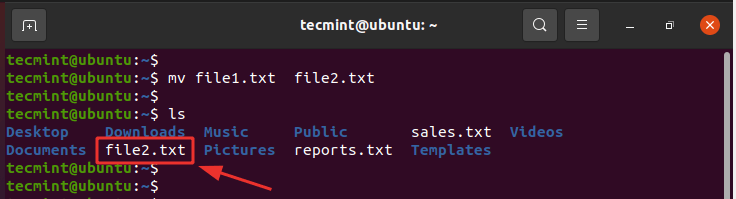 tecmint@ubuntu: ~
tecmint@ubuntu:~$
tecmint@ubuntu:~$ mv file1.txt  file2.txt
tecmint@ubuntu:~$
tecmint@ubuntu:~$ ls
Desktop    Downloads  Music     Public       sales.txt  Videos
Documents  file2.txt  Pictures  reports.txt  Templates
tecmint@ubuntu:~$
tecmint@ubuntu:~$
tecmint@ubuntu:~$